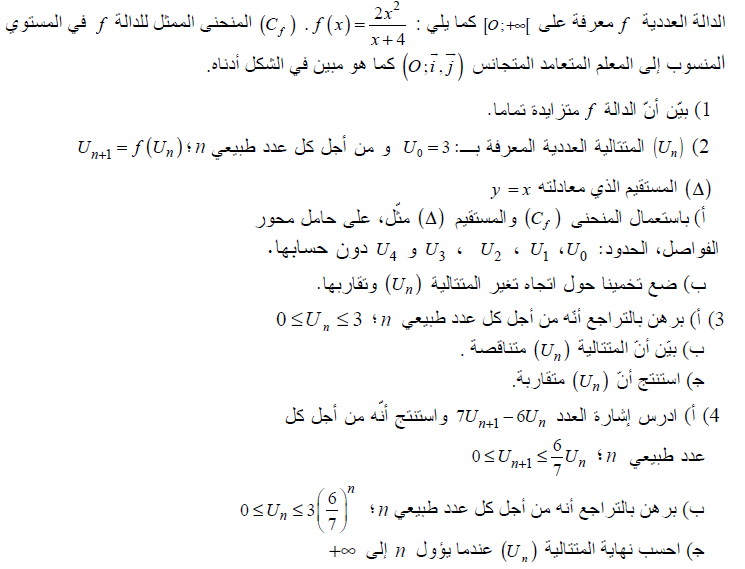 الدالة العددية f معرفة على [0;+∞[ كما يلي : f(x) = 2x²/(x+4) . (C_f) المنحنى الممثل للدالة f في المستوي
المنسوب إلى المعلم المتعامد المتجانس (O; i⃗, j⃗) كما هو مبين في الشكل أدناه.
1) بيّن أنّ الدالة f متزايدة تماما.
2) (U_n) المتتالية العددية المعرفة بـ: U_0 = 3 و من أجل كل عدد طبيعي n؛ U_{n+1} = f(U_n)
(Δ) المستقيم الذي معادلته y = x
أ) باستعمال المنحنى (C_f) والمستقيم (Δ) مثّل، على حامل محور
الفواصل، الحدود: U_0، U_1 ، U_2 ، U_3 و U_4 دون حسابها.
ب) ضع تخمينا حول اتجاه تغير المتتالية (U_n) وتقاربها.
3) أ) برهن بالتراجع أنّه من أجل كل عدد طبيعي n؛ 0 ≤ U_n ≤ 3
ب) بيّن أنّ المتتالية (U_n) متناقصة .
ج) استنتج أنّ (U_n) متقاربة.
4) أ) ادرس إشارة العدد 7U_{n+1} − 6U_n واستنتج أنّه من أجل كل
عدد طبيعي n؛ 0 ≤ U_{n+1} ≤ 6/7 U_n
ب) برهن بالتراجع أنه من أجل كل عدد طبيعي n؛ 0 ≤ U_n ≤ 3(6/7)^n
ج) احسب نهاية المتتالية (U_n) عندما يؤول n إلى +∞